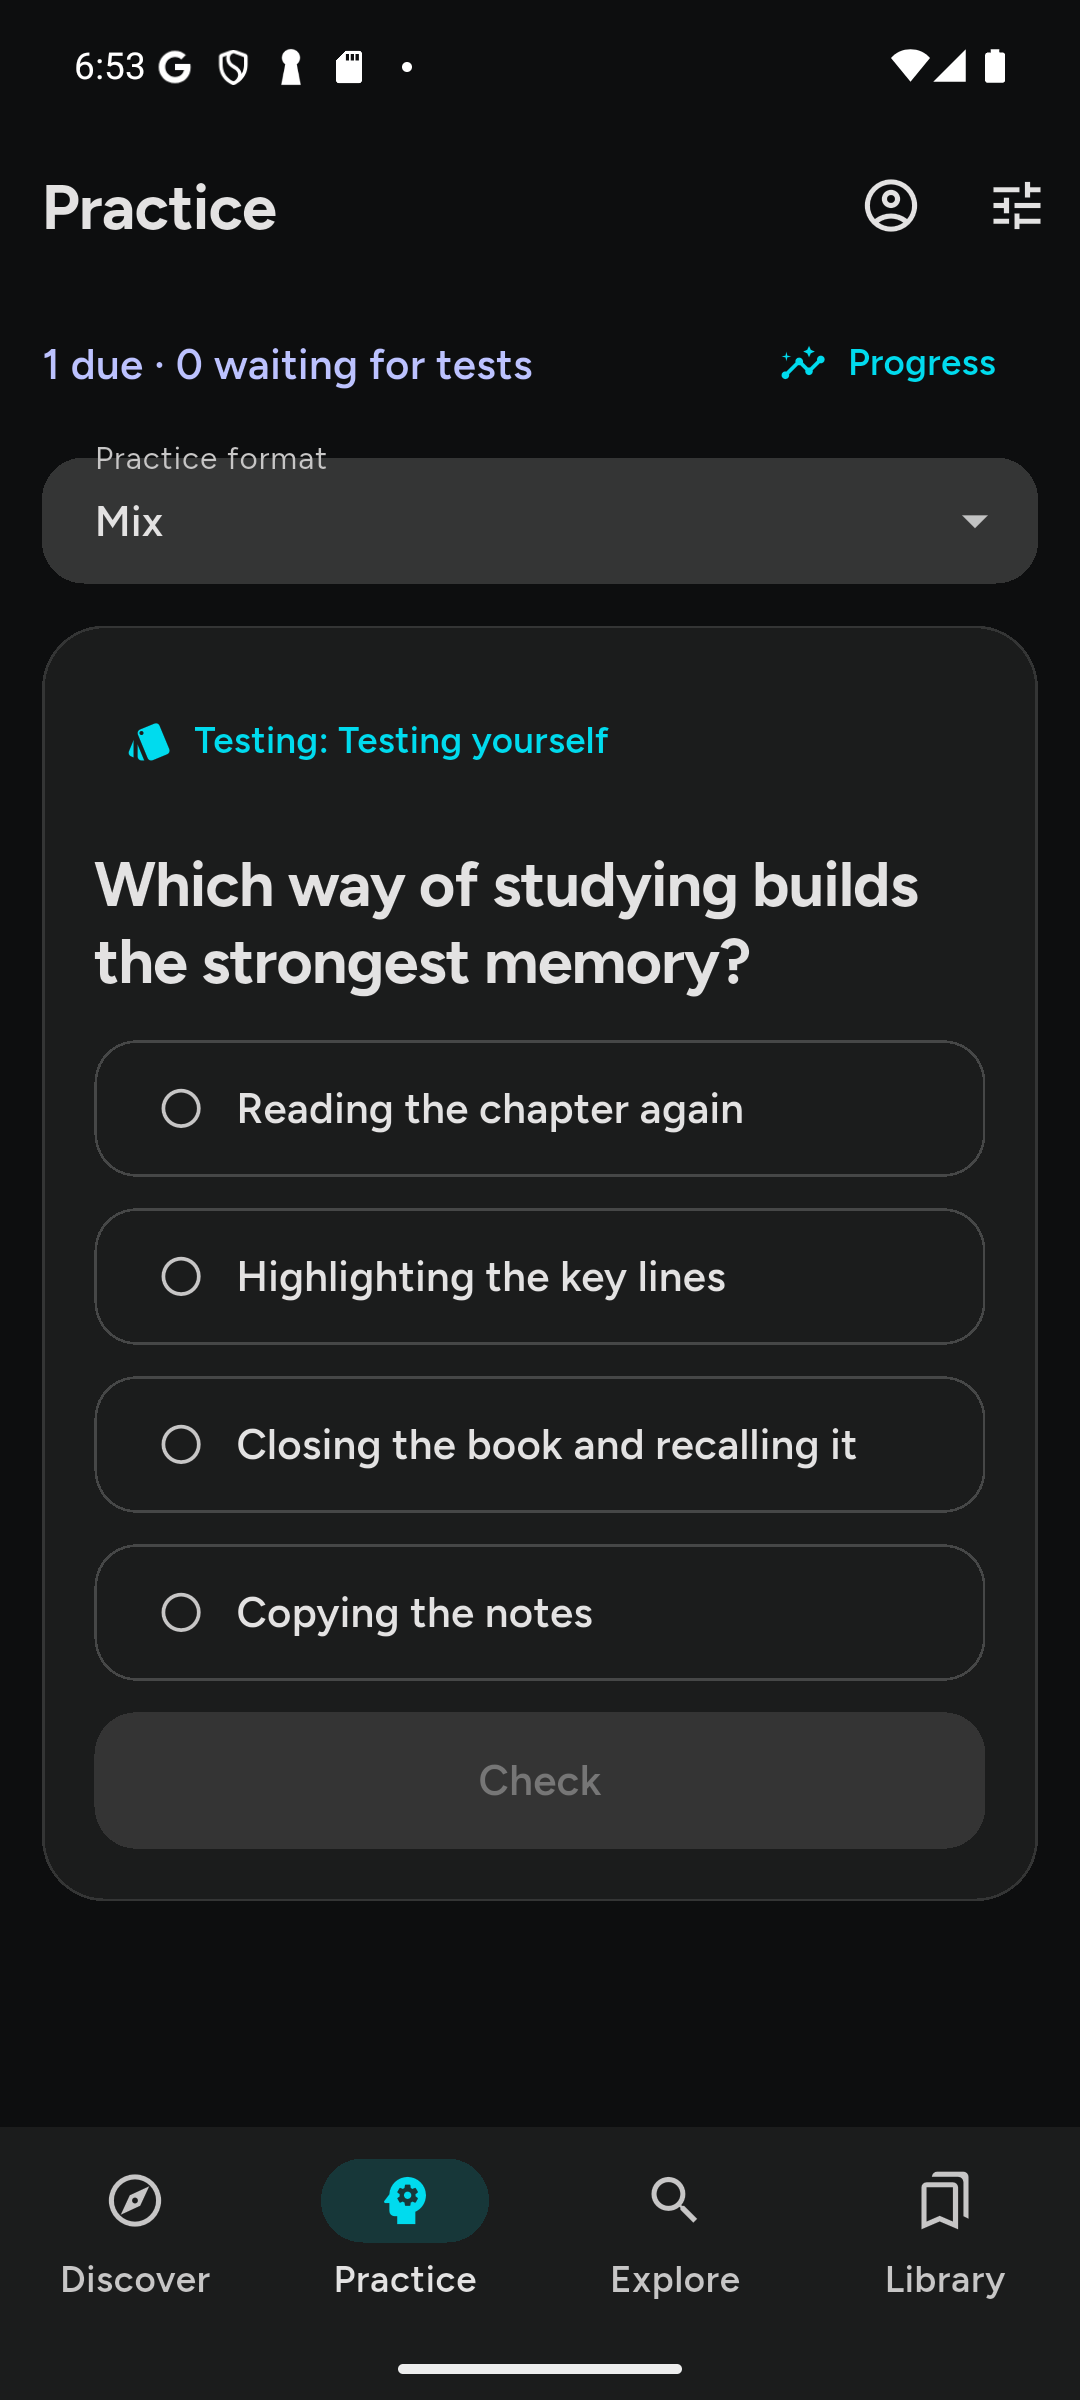 6:53
Practice
1 due · 0 waiting for tests
Progress
Practice format
Mix
Testing: Testing yourself
Which way of studying builds
the strongest memory?
Reading the chapter again
Highlighting the key lines
Closing the book and recalling it
Copying the notes
Check
Discover
Practice
Explore
Library